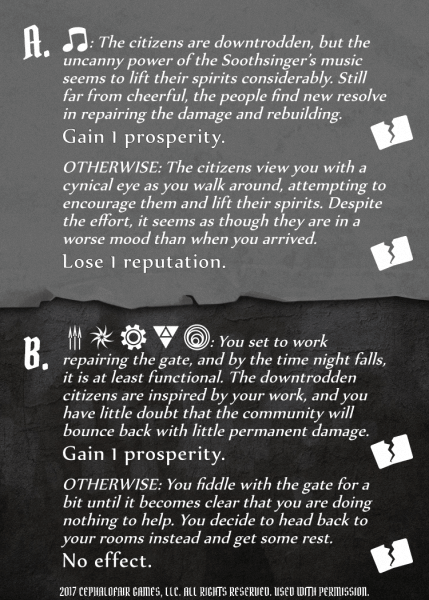 A. : The citizens are downtrodden, but the
uncanny power of the Soothsinger's music
seems to lift their spirits considerably. Still
far from cheerful, the people find new resolve
in repairing the damage and rebuilding.
Gain 1 prosperity.
OTHERWISE: The citizens view you with a
cynical eye as you walk around, attempting to
encourage them and lift their spirits. Despite
the effort, it seems as though they are in a
worse mood than when you arrived.
Lose 1 reputation.
B. : You set to work
repairing the gate, and by the time night falls,
it is at least functional. The downtrodden
citizens are inspired by your work, and you
have little doubt that the community will
bounce back with little permanent damage.
Gain 1 prosperity.
OTHERWISE: You fiddle with the gate for a
bit until it becomes clear that you are doing
nothing to help. You decide to head back to
your rooms instead and get some rest.
No effect.
2017 CEPHALOFAIR GAMES, LLC. ALL RIGHTS RESERVED. USED WITH PERMISSION.